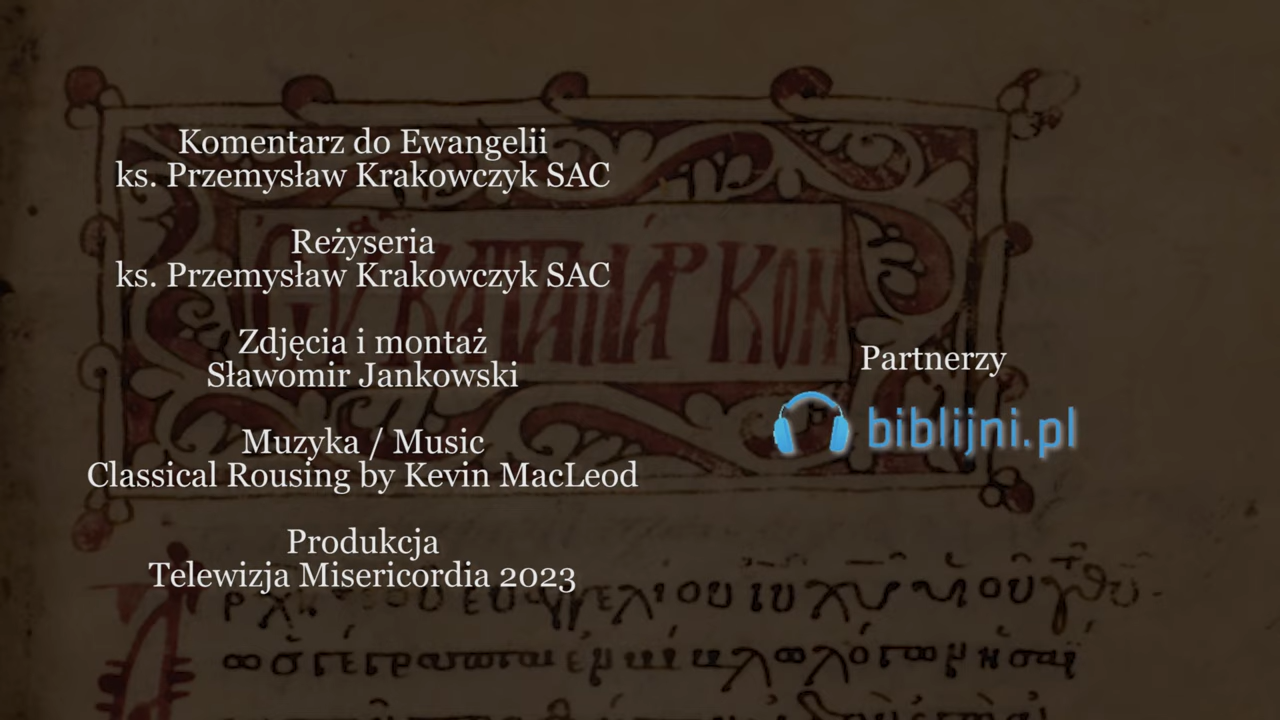 Komentarz do Ewangelii
ks. Przemysław Krakowczyk SAC
Reżyseria
ks. Przemysław Krakowczyk SAC
Zdjęcia i montaż
Sławomir Jankowski
Muzyka / Music
Classical Rousing by Kevin MacLeod
Produkcja
Telewizja Misericordia 2023
Partnerzy
biblijni.pl